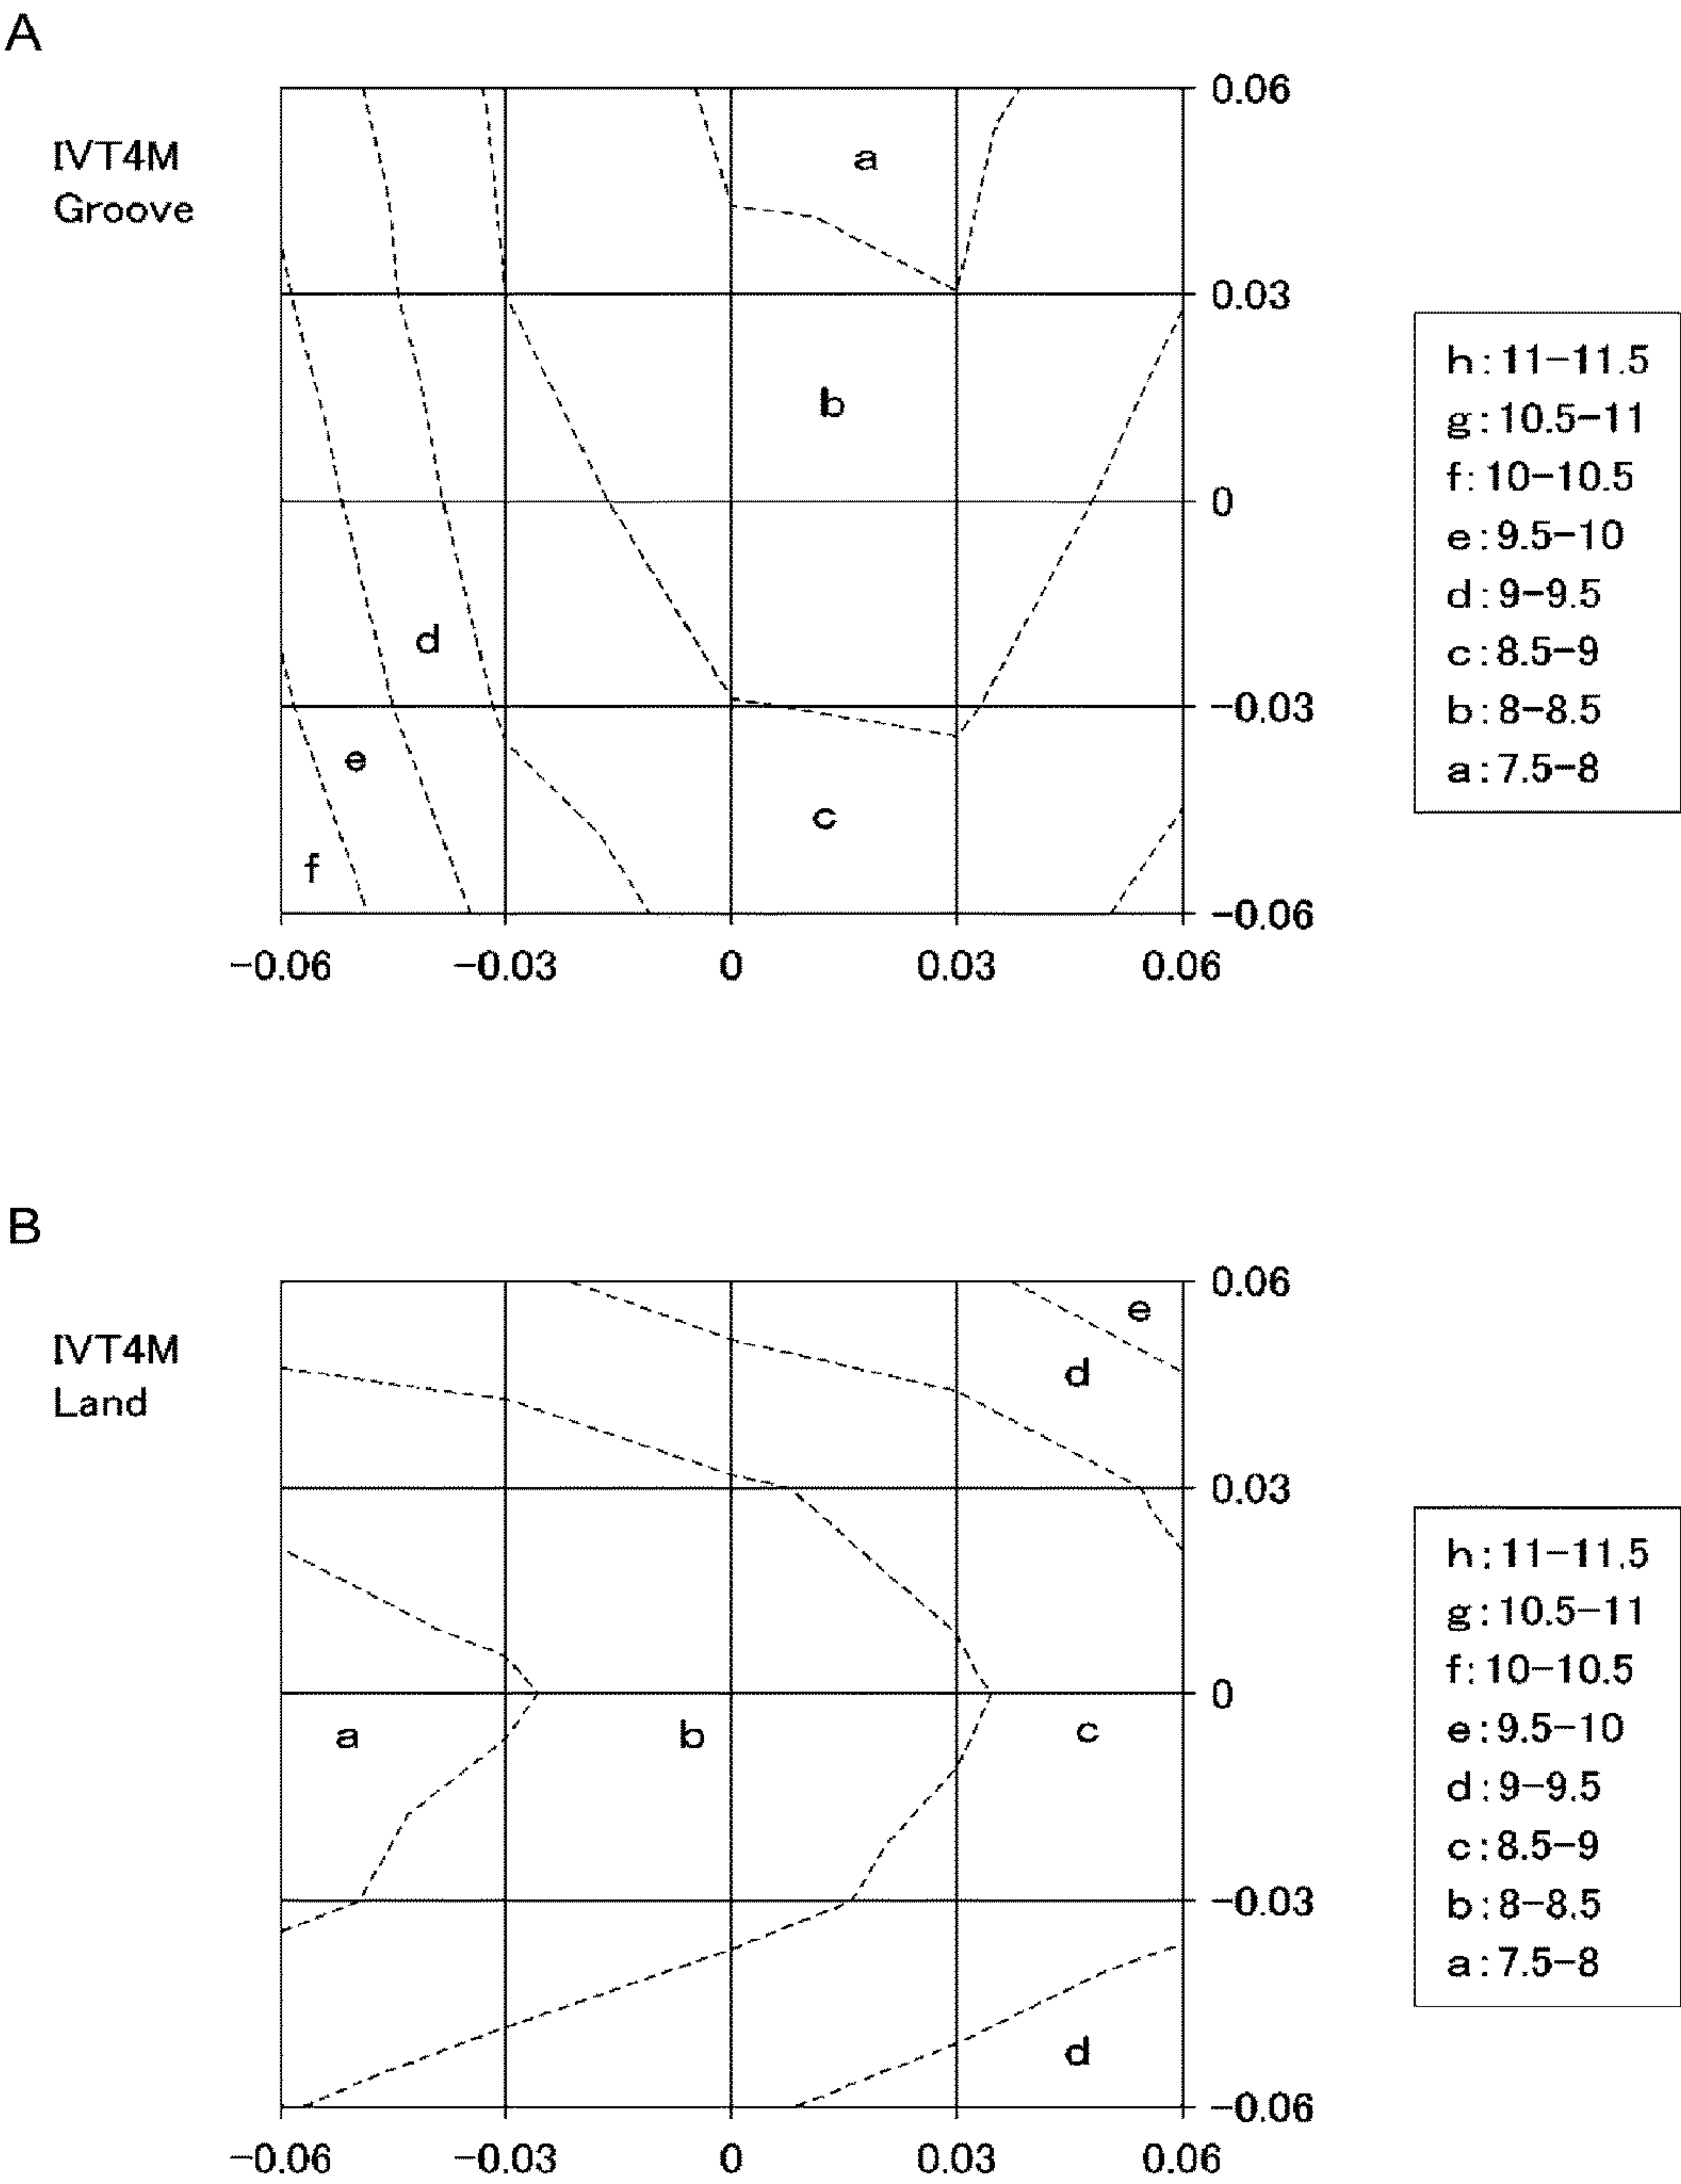 A
IVT4M
Groove
0.06
0.03
0
−0.03
−0.06
−0.06 −0.03 0 0.03 0.06
a
b
d
e
c
f
h:11−11.5
g:10.5−11
f:10−10.5
e:9.5−10
d:9−9.5
c:8.5−9
b:8−8.5
a:7.5−8
B
IVT4M
Land
0.06
0.03
0
−0.03
−0.06
−0.06 −0.03 0 0.03 0.06
e
d
a b c
d
h:11−11.5
g:10.5−11
f:10−10.5
e:9.5−10
d:9−9.5
c:8.5−9
b:8−8.5
a:7.5−8